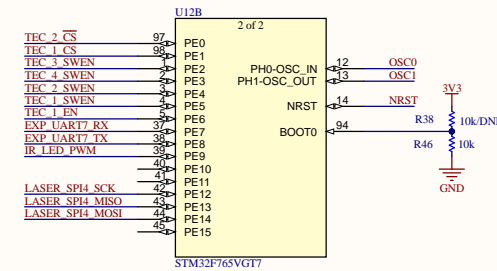 U12B
2 of 2
TEC_2_CS 97 PE0
TEC_1_CS 98 PE1
TEC_3_SWEN 1 PE2
TEC_4_SWEN 2 PE3
TEC_2_SWEN 3 PE4
TEC_1_SWEN 4 PE5
TEC_1_EN 5 PE6
EXP_UART7_RX 37 PE7
EXP_UART7_TX 38 PE8
IR_LED_PWM 39 PE9
40 PE10
41 PE11
LASER_SPI4_SCK 42 PE12
LASER_SPI4_MISO 43 PE13
LASER_SPI4_MOSI 44 PE14
45 PE15
PH0-OSC_IN 12 OSC0
PH1-OSC_OUT 13 OSC1
NRST 14 NRST
BOOT0 94
3V3
R38 10k/DNI
R46 10k
GND
STM32F765VGT7